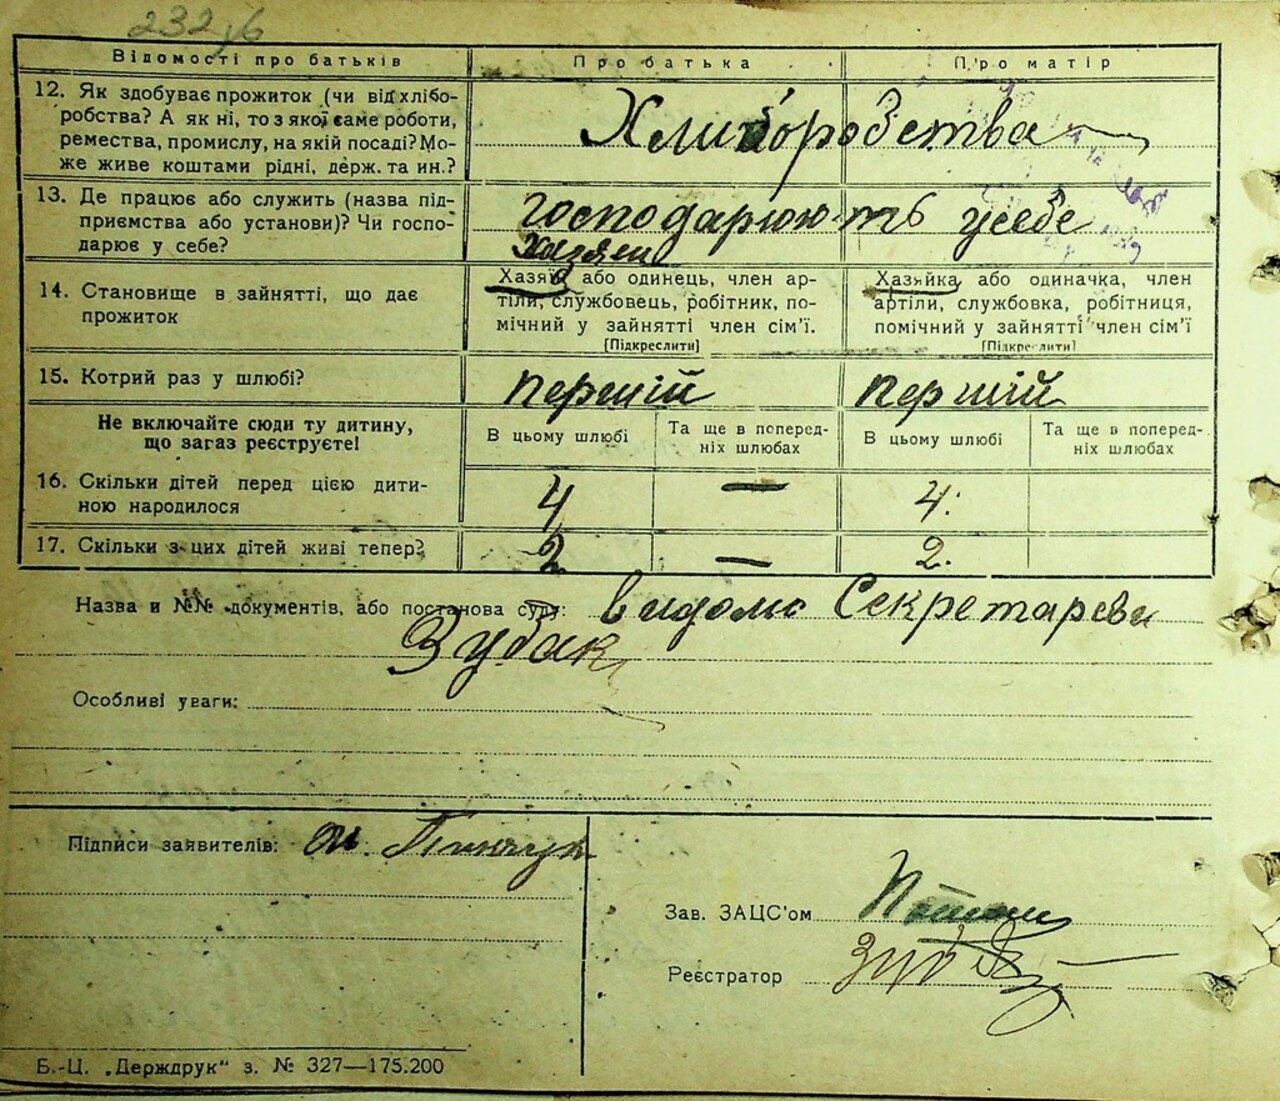 232
Відомості про батьків
Про батька
Про матір
12. Як здобуває прожиток (чи від хлібо-
робства? А як ні, то з якої саме роботи,
ремества, промислу, на якій посаді? Мо-
же живе коштами рідні, держ. та ин.?
Хлиборобства
13. Де працює або служить (назва під-
приємства або установи)? Чи госпо-
дарює у себе?
господарюють усебе
Хазяин
14. Становище в зайнятті, що дає
прожиток
Хазяїн або одинець, член ар-
тіли, службовець, робітник, по-
мічний у зайнятті член сім'ї.
[Підкреслити]
Хазяйка або одиначка, член
артіли, службовка, робітниця,
помічний у зайнятті член сім'ї
[Підкреслити]
15. Котрий раз у шлюбі?
перший
перший
Не включайте сюди ту дитину,
що загаз реєструєте!
В цьому шлюбі
Та ще в поперед-
ніх шлюбах
В цьому шлюбі
Та ще в поперед-
ніх шлюбах
16. Скільки дітей перед цією дити-
ною народилося
4
—
4.
17. Скільки з цих дітей живі тепер?
2
—
2.
Назва и №№ документів, або постанова суду: видомо Секретареви
Зубак
Особливі уваги:
Підписи заявителів:
Зав. ЗАЦС'ом
Реєстратор
Б.-Ц. „Держдрук" з. № 327—175.200